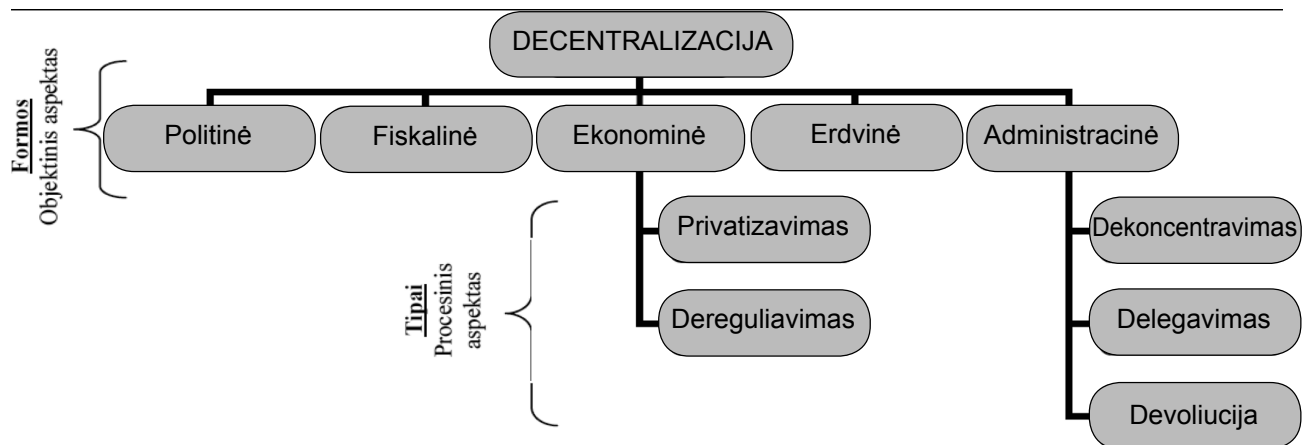 DECENTRALIZACIJA
Formos
Objektinis aspektas
Politinė
Fiskalinė
Ekonominė
Erdvinė
Administracinė
Tipai
Procesinis
aspektas
Privatizavimas
Dereguliavimas
Dekoncentravimas
Delegavimas
Devoliucija